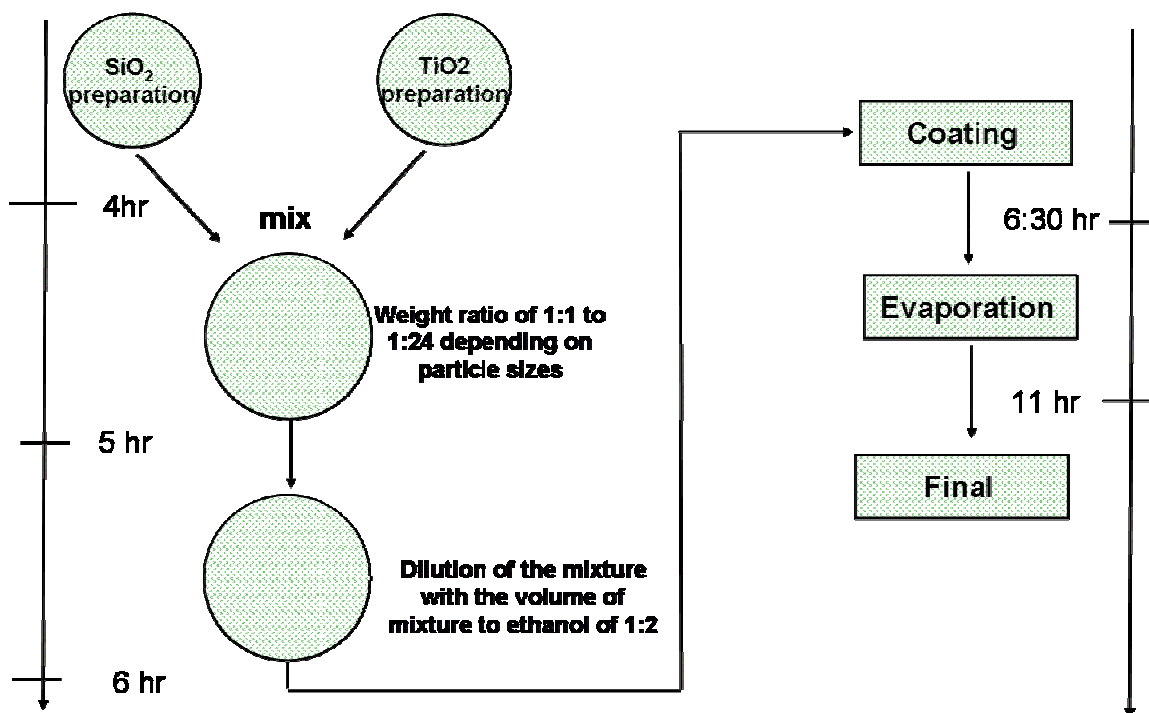 SiO₂
preparation
TiO2
preparation
4hr
mix
Weight ratio of 1:1 to
1:24 depending on
particle sizes
5 hr
Dilution of the mixture
with the volume of
mixture to ethanol of 1:2
6 hr
Coating
6:30 hr
Evaporation
11 hr
Final